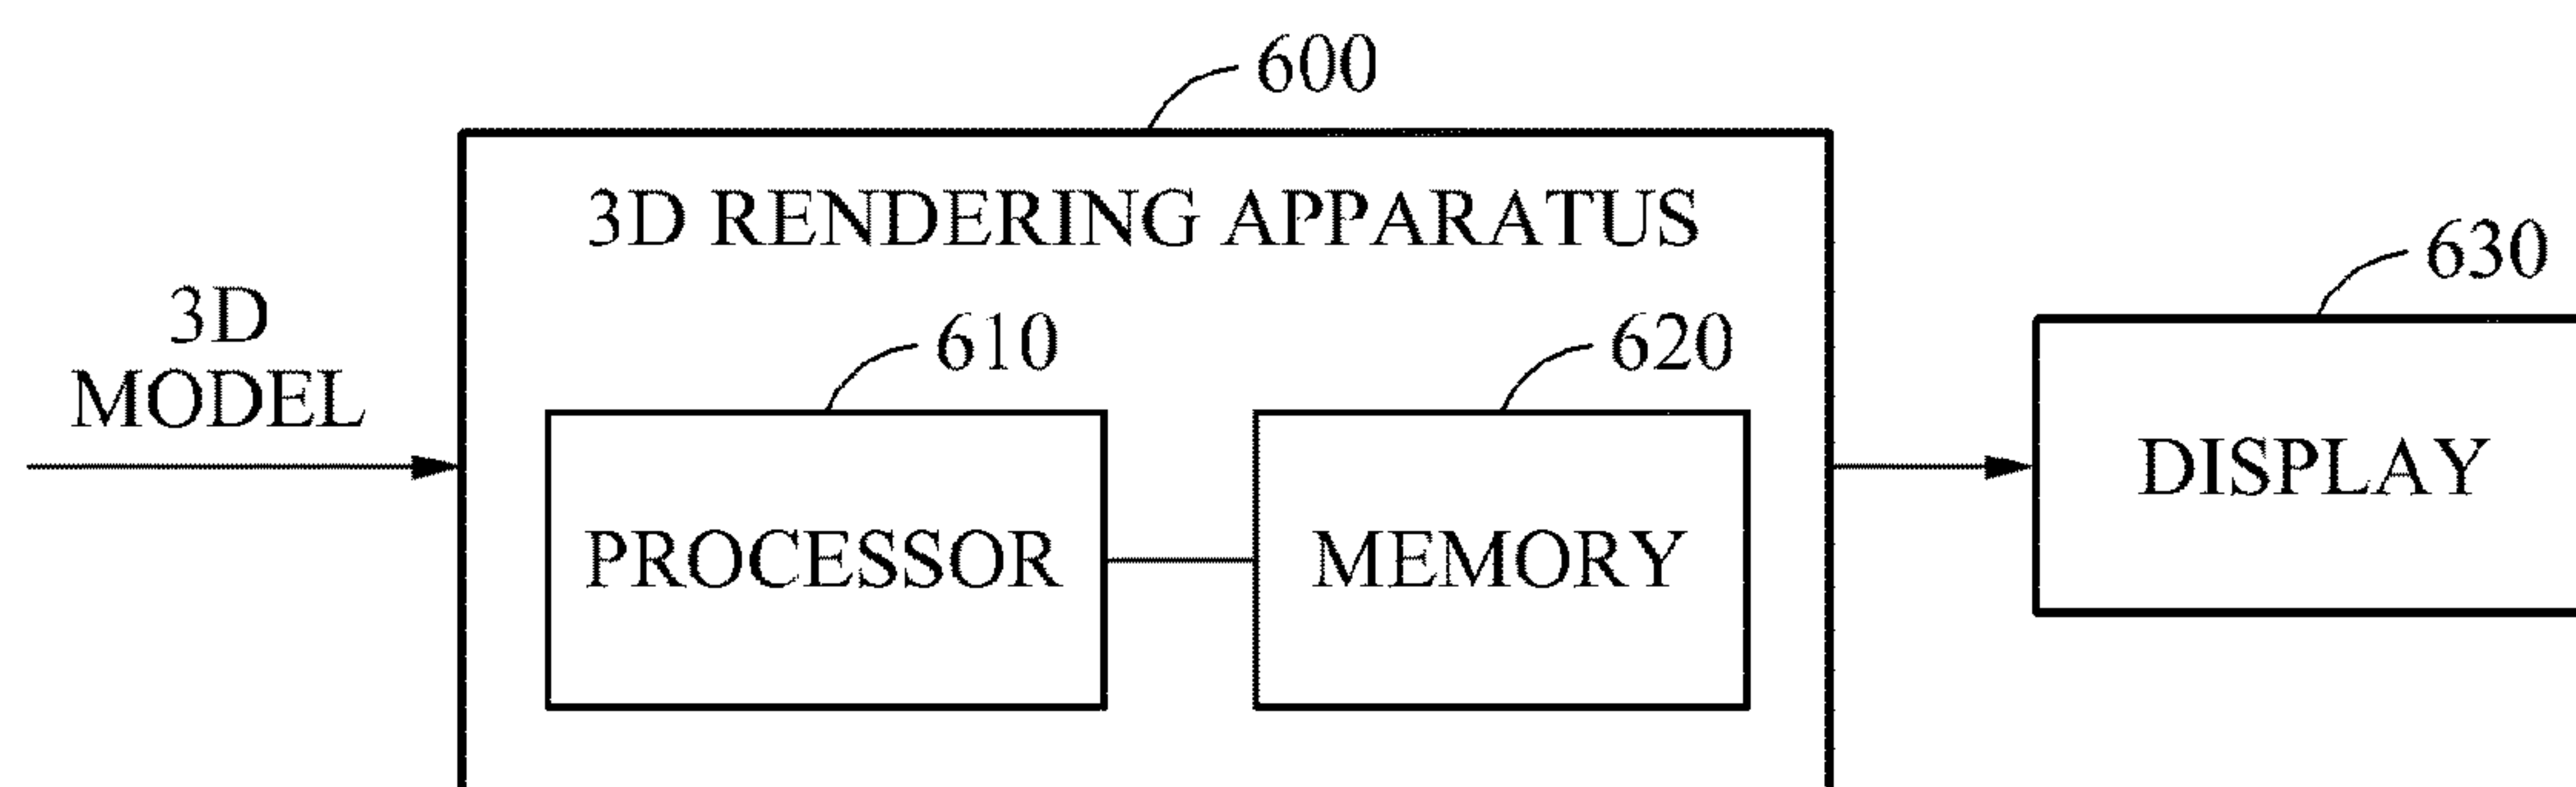 600
3D RENDERING APPARATUS
630
3D
MODEL
610
620
PROCESSOR
MEMORY
DISPLAY